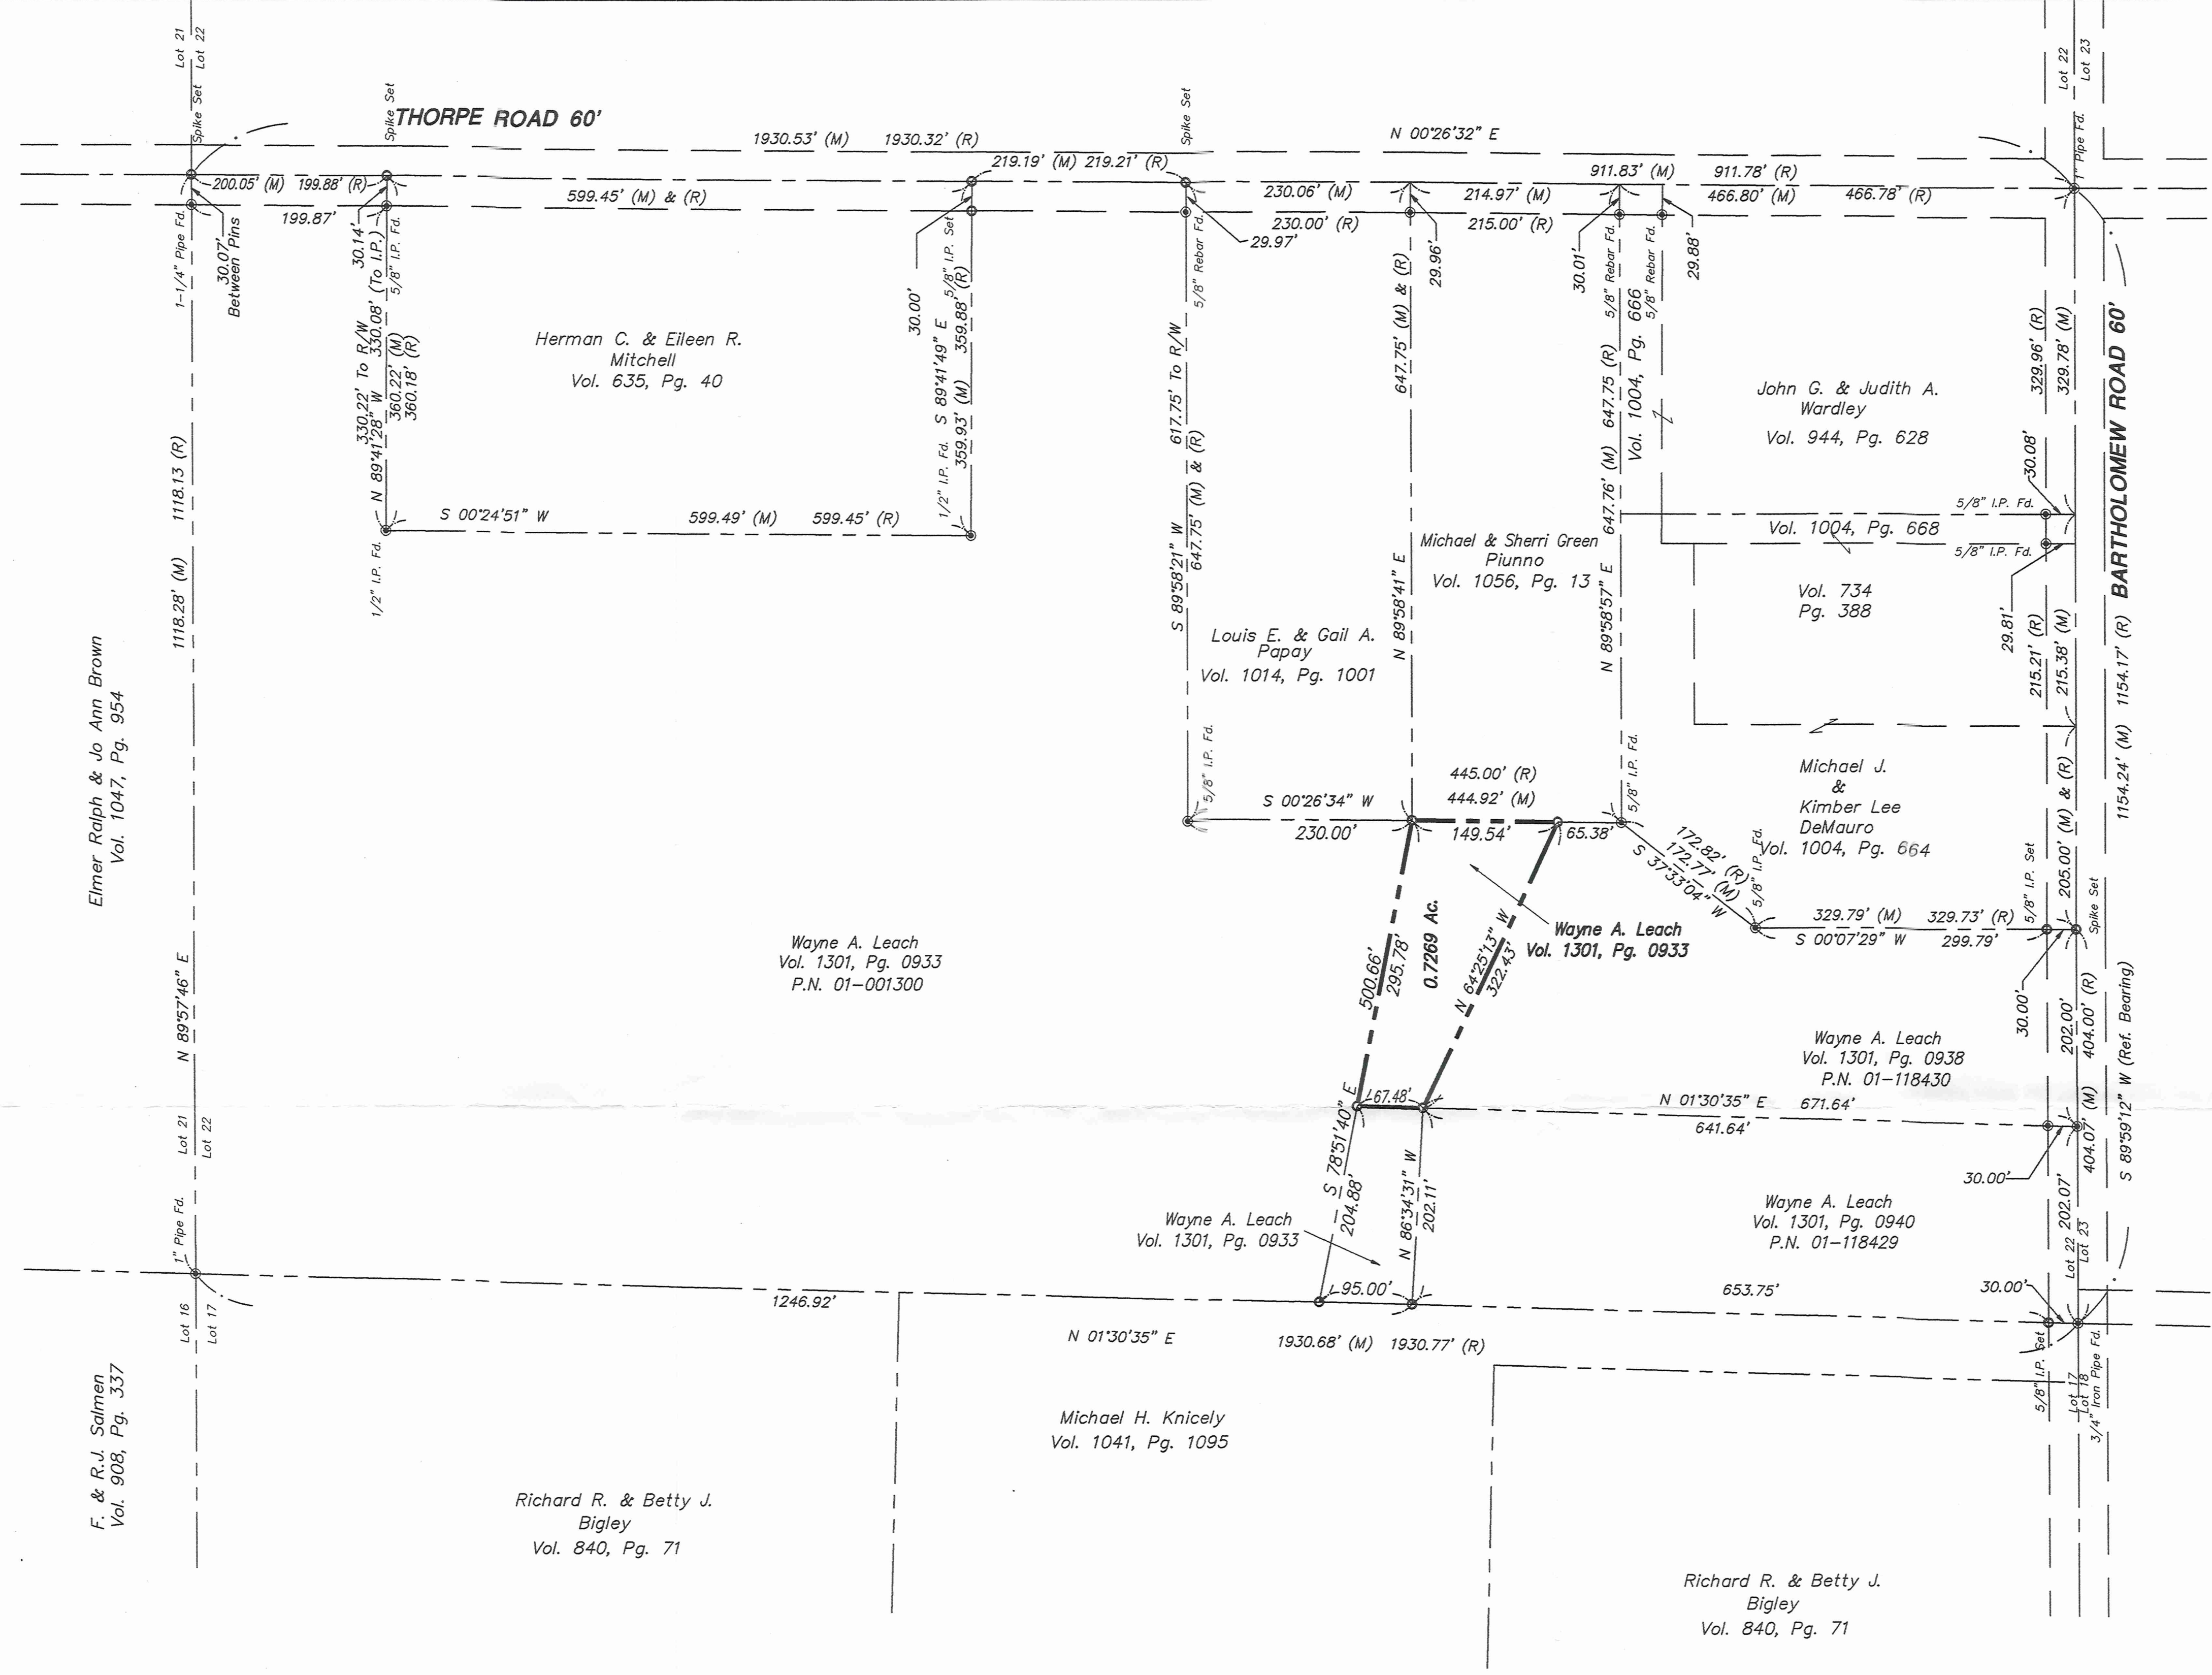 Lot 21
Lot 22
Spike Set
Spike Set
THORPE ROAD 60'
1930.53' (M) 1930.32' (R)
Spike Set
N 00°26'32" E
Lot 22
Lot 23
1" Pipe Fd.
200.05' (M) 199.88' (R)
199.87'
599.45' (M) & (R)
219.19' (M) 219.21' (R)
230.06' (M)
230.00' (R)
214.97' (M)
215.00' (R)
911.83' (M) 911.78' (R)
466.80' (M) 466.78' (R)
1-1/4" Pipe Fd.
30.07'
Between Pins
30.14'
5/8" I.P. Fd.
330.22' To R/W
330.08' (To I.P.)
N 89°41'28" W
360.22' (M)
360.18' (R)
1/2" I.P. Fd.
Herman C. & Eileen R.
Mitchell
Vol. 635, Pg. 40
30.00'
5/8" I.P. Set
S 89°41'49" E
359.93' (M) 359.88' (R)
1/2" I.P. Fd.
S 00°24'51" W
599.49' (M) 599.45' (R)
29.97'
5/8" Rebar Fd.
617.75' To R/W
S 89°58'21" W
647.75' (M) & (R)
5/8" I.P. Fd.
29.96'
647.75' (M) & (R)
N 89°58'41" E
30.01'
5/8" Rebar Fd.
647.76' (M) 647.75 (R)
N 89°58'57" E
5/8" I.P. Fd.
Vol. 1004, Pg. 666
5/8" Rebar Fd.
29.88'
John G. & Judith A.
Wardley
Vol. 944, Pg. 628
329.96' (R)
329.78' (M)
BARTHOLOMEW ROAD 60'
30.08'
5/8" I.P. Fd.
Vol. 1004, Pg. 668
5/8" I.P. Fd.
29.81'
Vol. 734
Pg. 388
215.21' (R)
215.38' (M)
1154.24' (M) 1154.17' (R)
Michael & Sherri Green
Piunno
Vol. 1056, Pg. 13
Louis E. & Gail A.
Papay
Vol. 1014, Pg. 1001
1118.28' (M) 1118.13 (R)
Elmer Ralph & Jo Ann Brown
Vol. 1047, Pg. 954
N 89°57'46" E
Michael J.
&
Kimber Lee
DeMauro
Vol. 1004, Pg. 664
205.00' (M) & (R)
S 00°26'34" W
230.00'
445.00' (R)
444.92' (M)
149.54'
65.38'
172.82' (R)
172.77' (M)
S 37°33'04" W
5/8" I.P. Fd.
5/8" I.P. Set
Spike Set
329.79' (M) 329.73' (R)
S 00°07'29" W 299.79'
30.00'
Wayne A. Leach
Vol. 1301, Pg. 0933
P.N. 01-001300
500.66'
295.78'
0.7269 Ac.
N 64°25'13" W
322.43'
Wayne A. Leach
Vol. 1301, Pg. 0933
Wayne A. Leach
Vol. 1301, Pg. 0938
P.N. 01-118430
202.00'
404.07' (M) 404.00' (R)
S 89°59'12" W (Ref. Bearing)
67.48'
N 01°30'35" E 671.64'
641.64'
30.00'
Lot 21
Lot 22
1" Pipe Fd.
S 78°51'40" E
204.88'
N 86°34'31" W
202.11'
Wayne A. Leach
Vol. 1301, Pg. 0933
Wayne A. Leach
Vol. 1301, Pg. 0940
P.N. 01-118429
202.07'
Lot 22
Lot 23
1246.92'
95.00'
653.75'
30.00'
Lot 16
Lot 17
N 01°30'35" E
1930.68' (M) 1930.77' (R)
5/8" I.P. Set
Lot 17
Lot 18
3/4" Iron Pipe Fd.
F. & R.J. Salmen
Vol. 908, Pg. 337
Michael H. Knicely
Vol. 1041, Pg. 1095
Richard R. & Betty J.
Bigley
Vol. 840, Pg. 71
Richard R. & Betty J.
Bigley
Vol. 840, Pg. 71